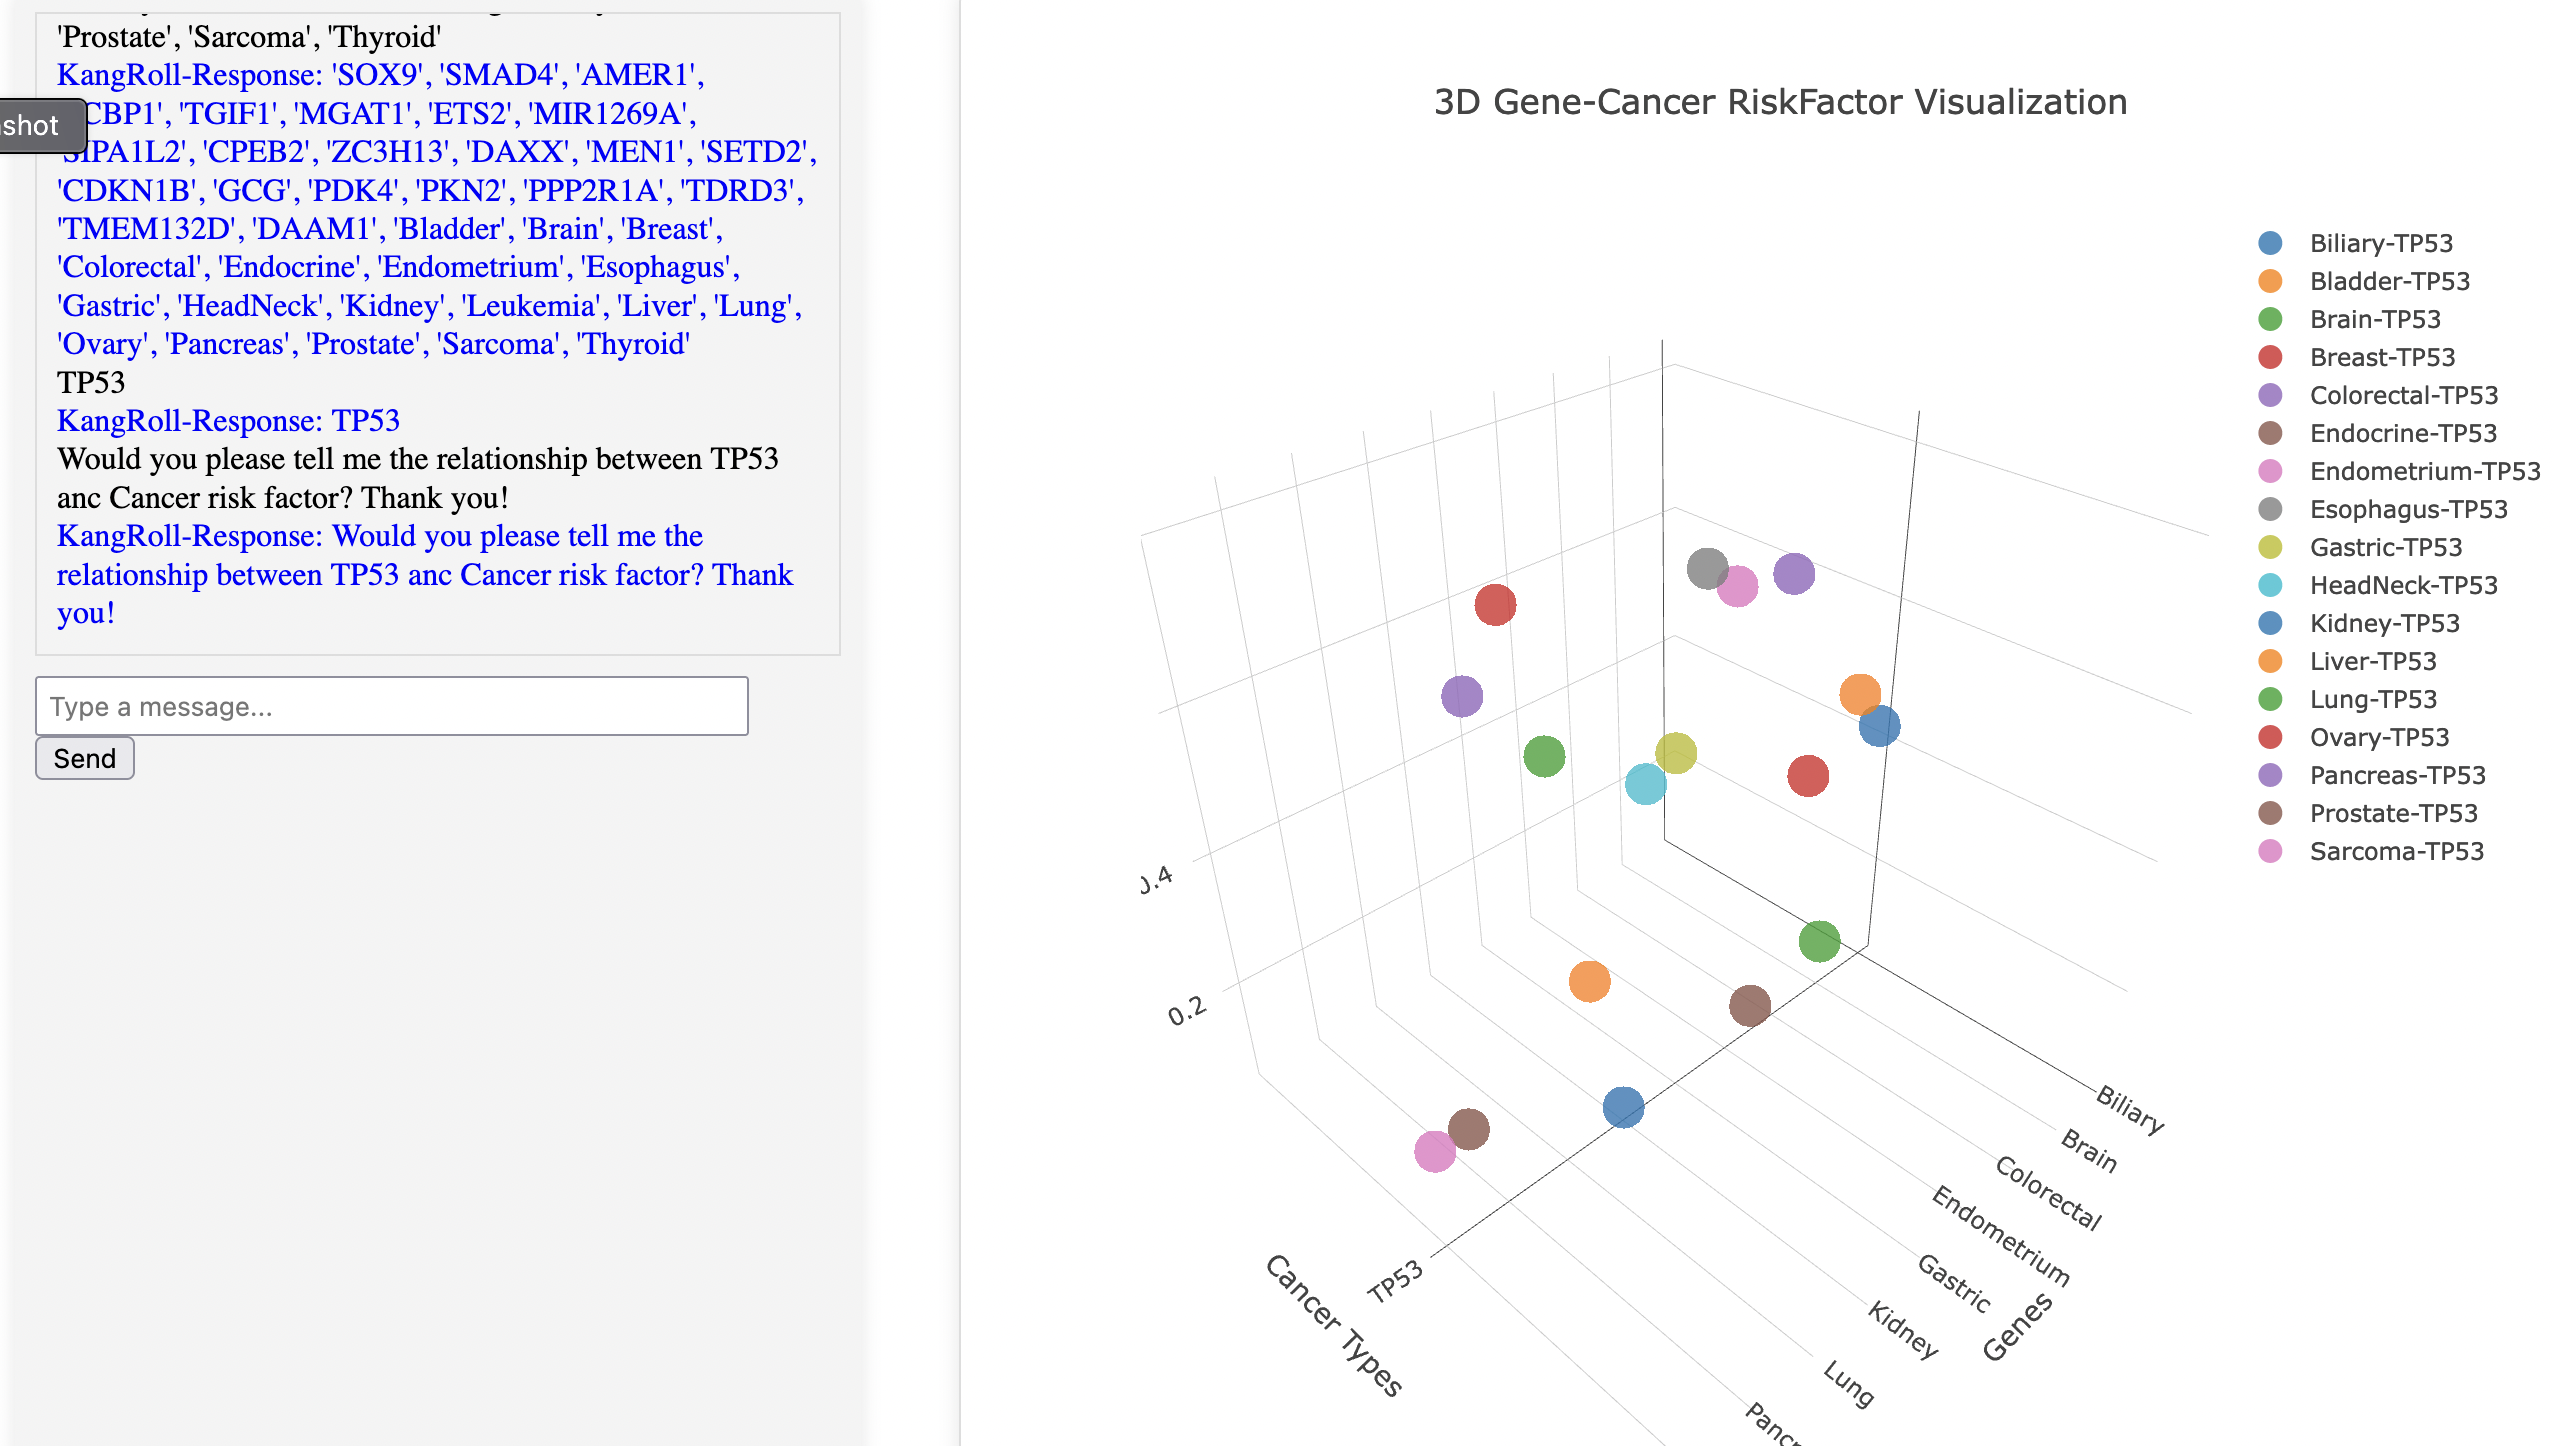 'Prostate', 'Sarcoma', 'Thyroid'
KangRoll-Response: 'SOX9', 'SMAD4', 'AMER1',
CBP1', 'TGIF1', 'MGAT1', 'ETS2', 'MIR1269A',
shot
'SIPA1L2', 'CPEB2', 'ZC3H13', 'DAXX', 'MEN1', 'SETD2',
'CDKN1B', 'GCG', 'PDK4', 'PKN2', 'PPP2R1A', 'TDRD3',
'TMEM132D', 'DAAM1', 'Bladder', 'Brain', 'Breast',
'Colorectal', 'Endocrine', 'Endometrium', 'Esophagus',
'Gastric', 'HeadNeck', 'Kidney', 'Leukemia', 'Liver', 'Lung',
'Ovary', 'Pancreas', 'Prostate', 'Sarcoma', 'Thyroid'
TP53
KangRoll-Response: TP53
Would you please tell me the relationship between TP53
anc Cancer risk factor? Thank you!
KangRoll-Response: Would you please tell me the
relationship between TP53 anc Cancer risk factor? Thank
you!
Type a message...
Send
3D Gene-Cancer RiskFactor Visualization
Biliary-TP53
Bladder-TP53
Brain-TP53
Breast-TP53
Colorectal-TP53
Endocrine-TP53
Endometrium-TP53
Esophagus-TP53
Gastric-TP53
HeadNeck-TP53
Kidney-TP53
Liver-TP53
Lung-TP53
Ovary-TP53
Pancreas-TP53
Prostate-TP53
Sarcoma-TP53
0.4
0.2
TP53
Cancer Types
Biliary
Brain
Colorectal
Endometrium
Gastric
Kidney
Lung
Pancr
Genes